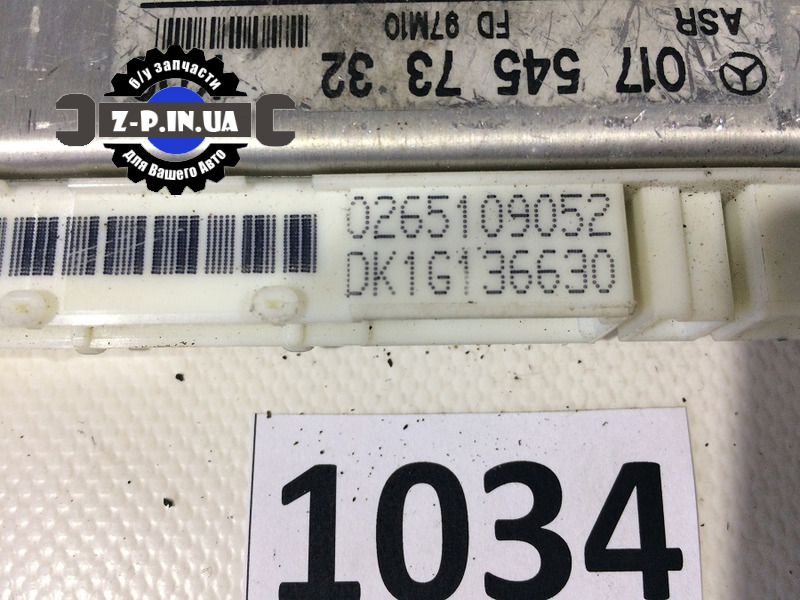 ASR
FD 97M10
017 545 73 32
б/у запчасти
Z-P.IN.UA
для Вашего Авто
0265109052
DK1G136630
1034